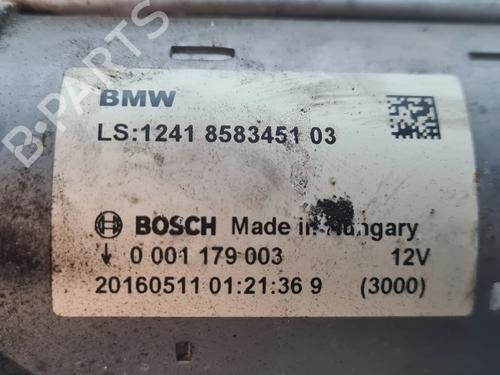 BMW
LS:1241 8583451 03
BOSCH Made in Hungary
0 001 179 003 12V
20160511 01:21:36 9 (3000)
B-PARTS